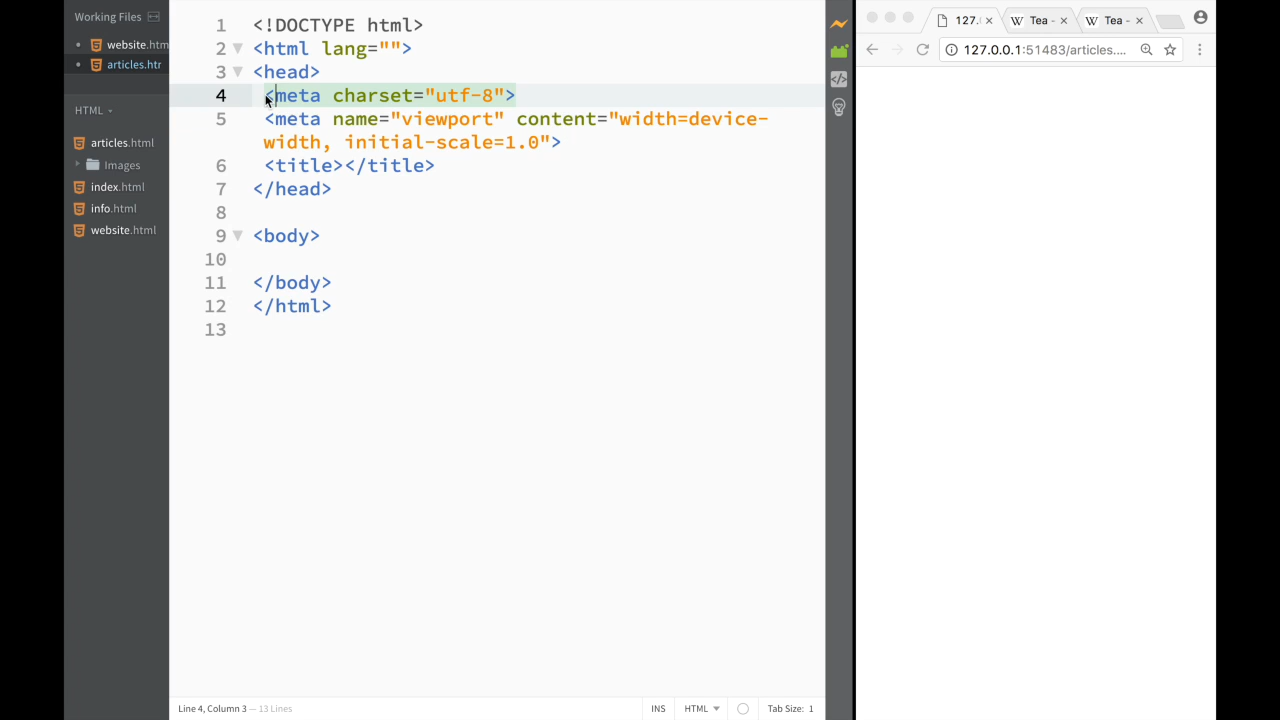 Working Files
website.htm
articles.htr
HTML
articles.html
Images
index.html
info.html
website.html
1 <!DOCTYPE html>
2 <html lang="">
3 <head>
4 <meta charset="utf-8">
5 <meta name="viewport" content="width=device-
width, initial-scale=1.0">
6 <title></title>
7 </head>
8
9 <body>
10
11 </body>
12 </html>
13
Line 4, Column 3 — 13 Lines
INS
HTML
Tab Size: 1
127.
W Tea -
W Tea -
127.0.0.1:51483/articles....